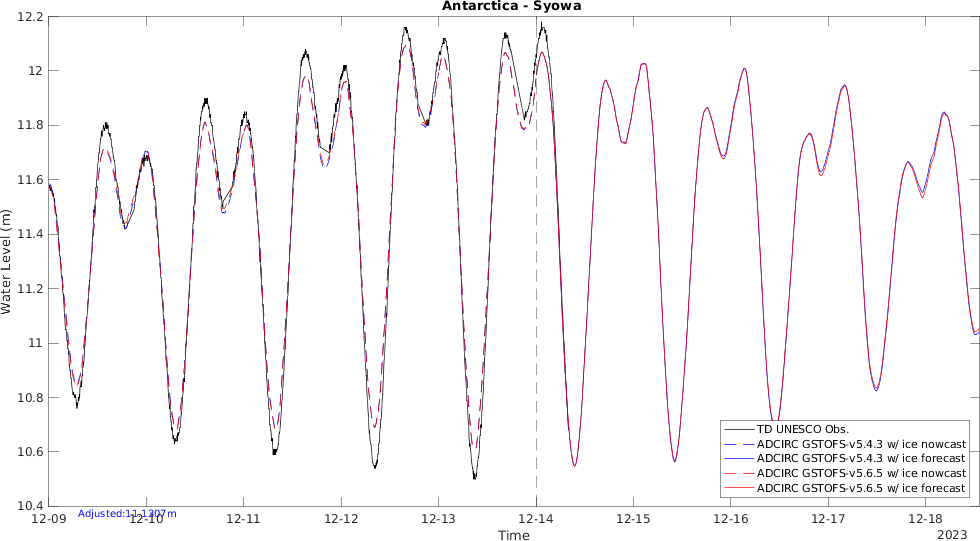 Antarctica - Syowa
12.2
12
11.8
11.6
11.4
11.2
11
10.8
10.6
10.4
Water Level (m)
TD UNESCO Obs.
ADCIRC GSTOFS-v5.4.3 w/ ice nowcast
ADCIRC GSTOFS-v5.4.3 w/ ice forecast
ADCIRC GSTOFS-v5.6.5 w/ ice nowcast
ADCIRC GSTOFS-v5.6.5 w/ ice forecast
12-09 12-10 12-11 12-12 12-13 12-14 12-15 12-16 12-17 12-18
Adjusted:11.1307m
Time
2023